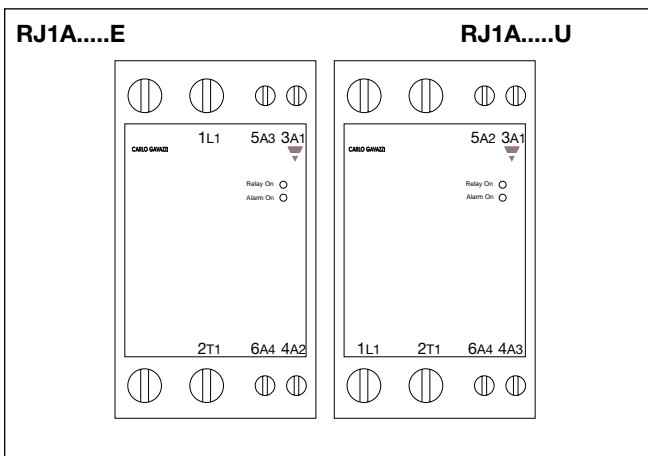 RJ1A.....E RJ1A.....U
1L1 5A3 3A1
CARLO GAVAZZI
Relay On
Alarm On
2T1 6A4 4A2
5A2 3A1
CARLO GAVAZZI
Relay On
Alarm On
1L1 2T1 6A4 4A3